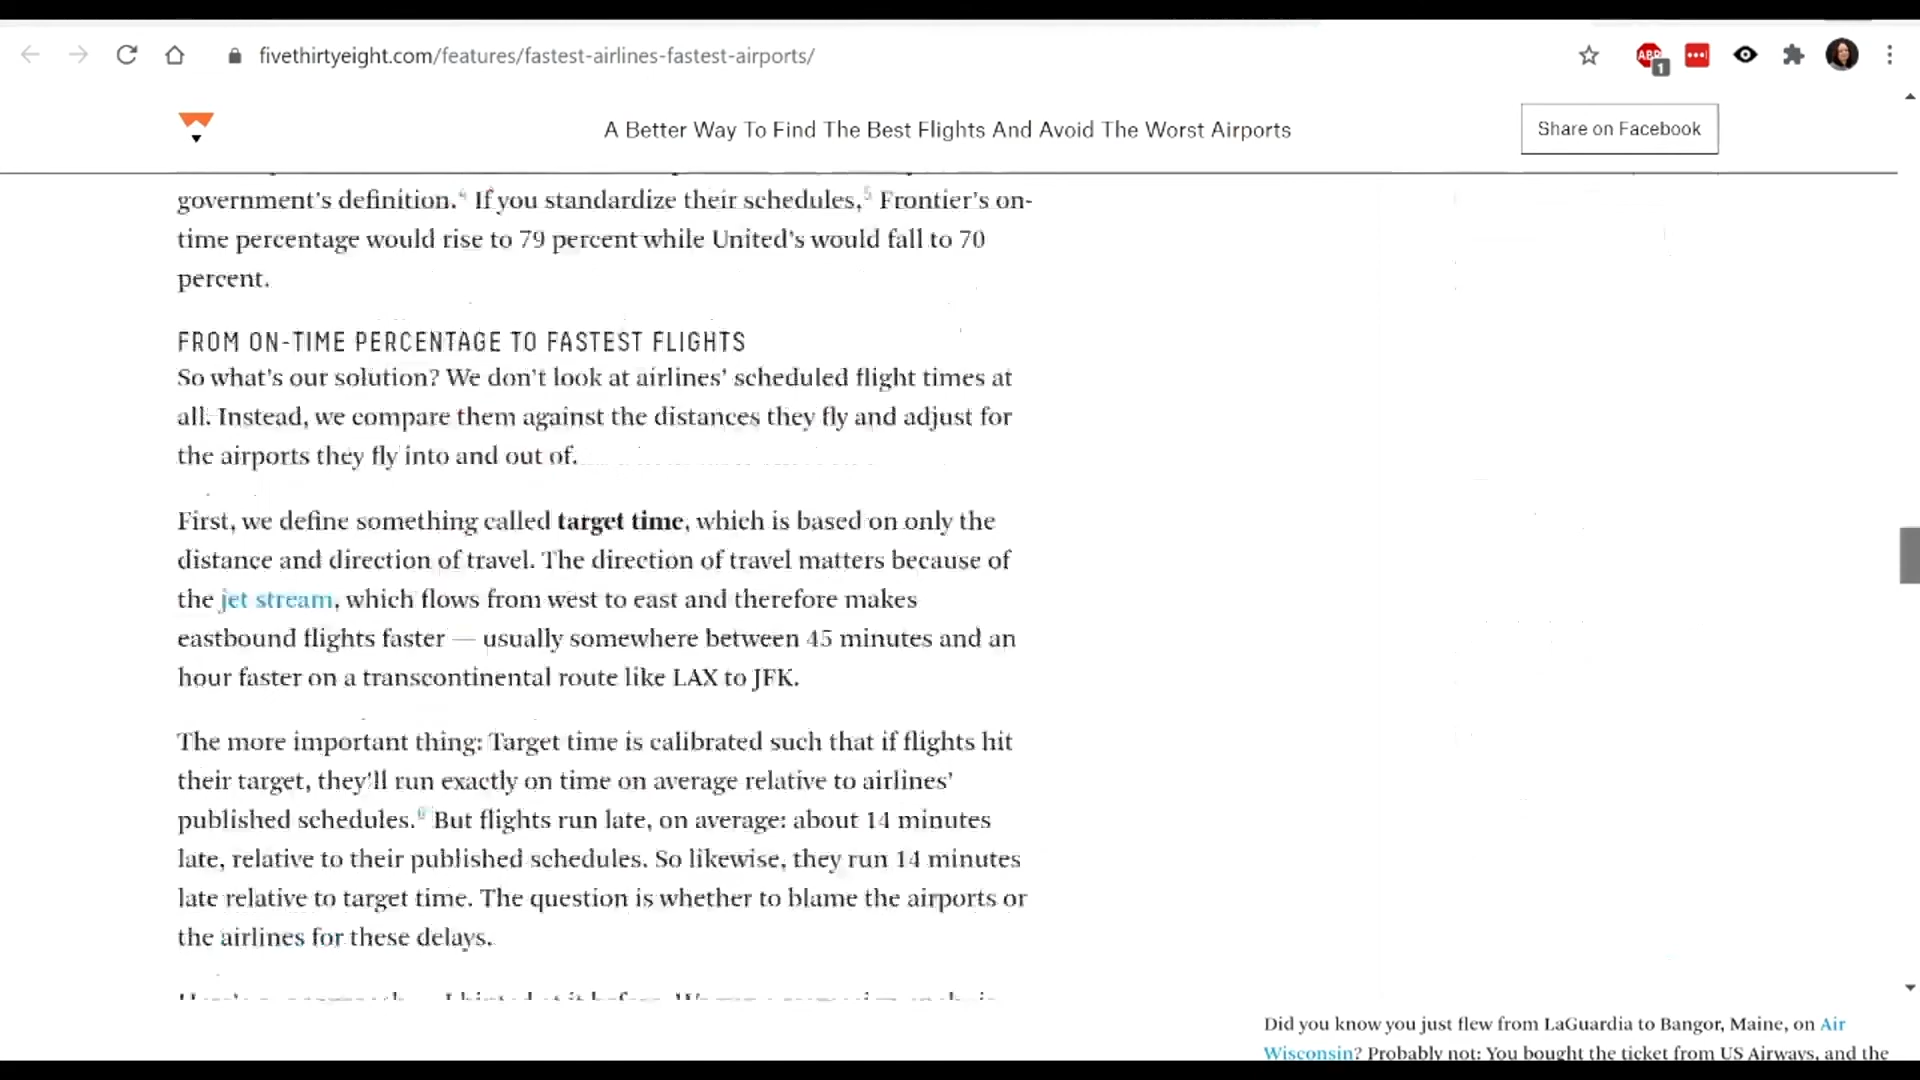 fivethirtyeight.com/features/fastest-airlines-fastest-airports/
ABP
1
A Better Way To Find The Best Flights And Avoid The Worst Airports
Share on Facebook
government's definition.⁴ If you standardize their schedules,⁵ Frontier's on-
time percentage would rise to 79 percent while United's would fall to 70
percent.
FROM ON-TIME PERCENTAGE TO FASTEST FLIGHTS
So what's our solution? We don't look at airlines' scheduled flight times at
all. Instead, we compare them against the distances they fly and adjust for
the airports they fly into and out of.
First, we define something called target time, which is based on only the
distance and direction of travel. The direction of travel matters because of
the jet stream, which flows from west to east and therefore makes
eastbound flights faster — usually somewhere between 45 minutes and an
hour faster on a transcontinental route like LAX to JFK.
The more important thing: Target time is calibrated such that if flights hit
their target, they'll run exactly on time on average relative to airlines'
published schedules.⁶ But flights run late, on average: about 14 minutes
late, relative to their published schedules. So likewise, they run 14 minutes
late relative to target time. The question is whether to blame the airports or
the airlines for these delays.
Did you know you just flew from LaGuardia to Bangor, Maine, on Air
Wisconsin? Probably not: You bought the ticket from US Airways, and the